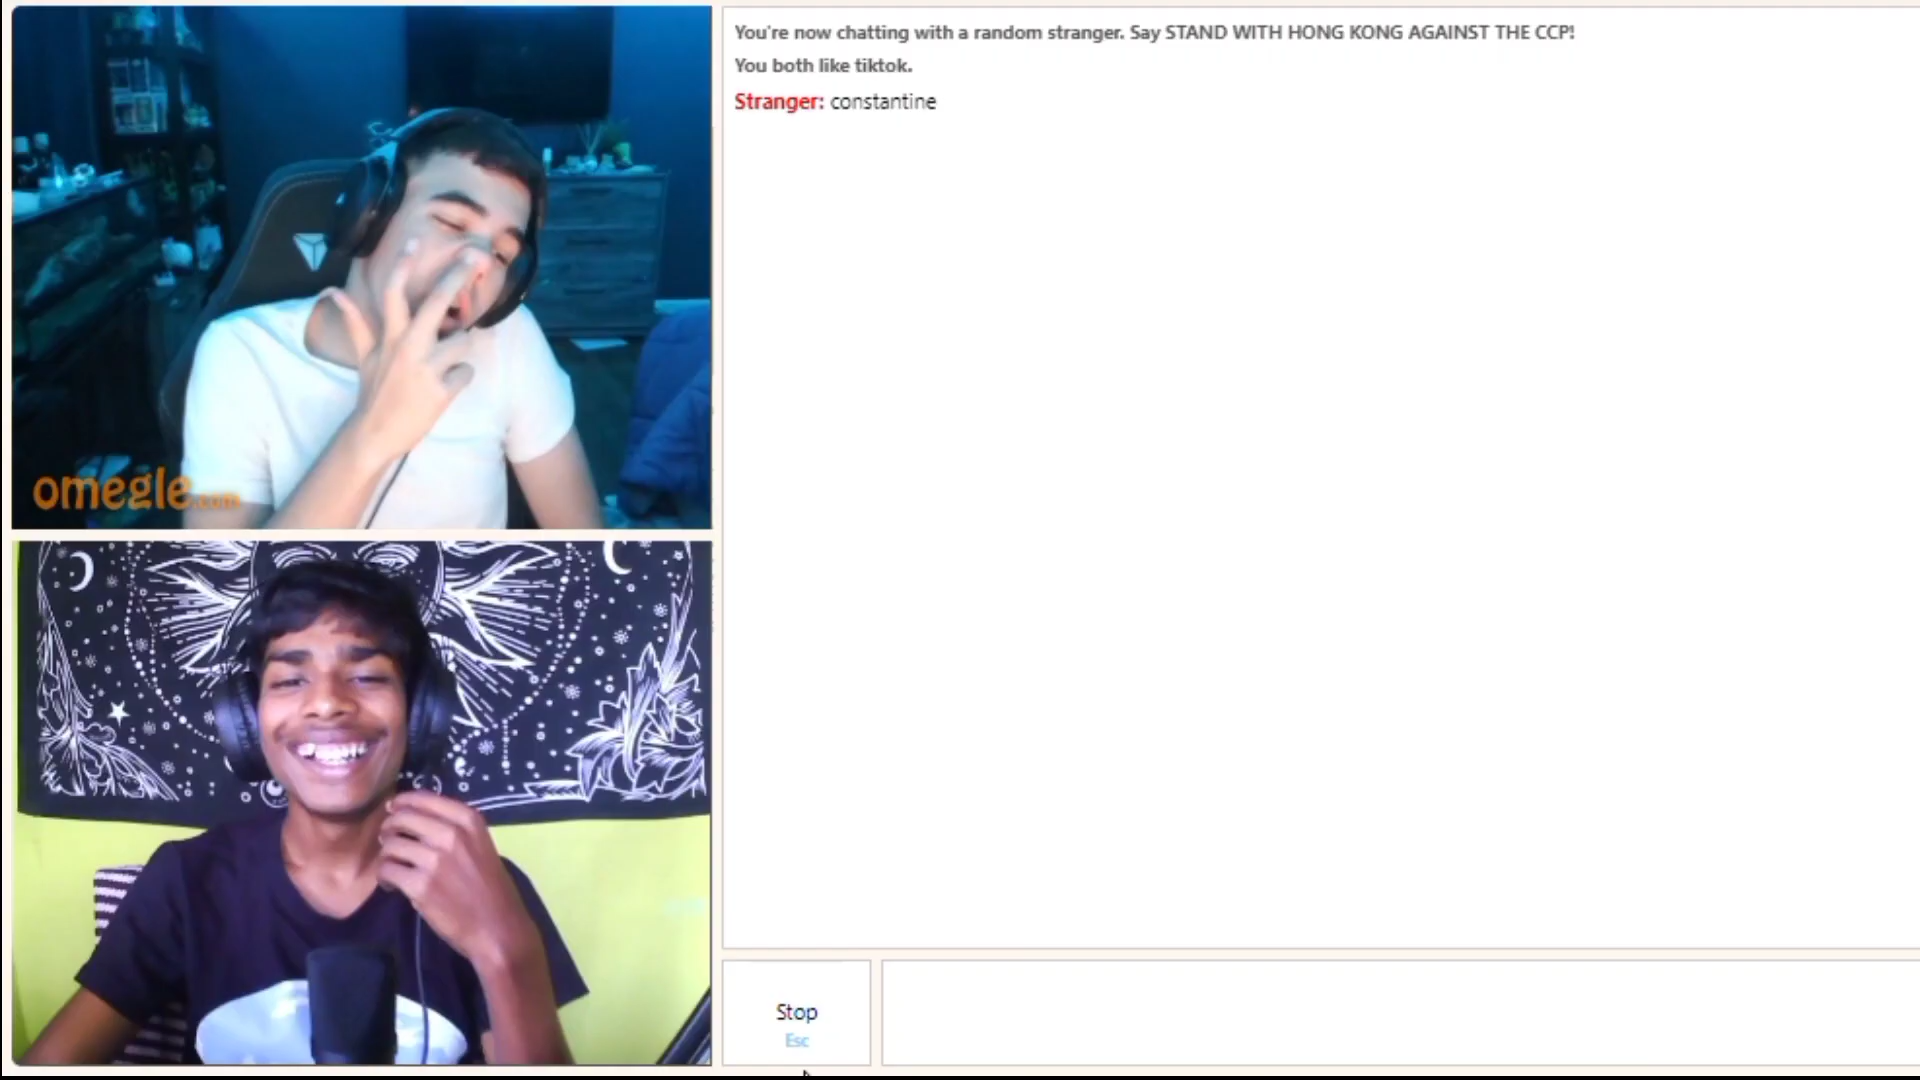 You're now chatting with a random stranger. Say STAND WITH HONG KONG AGAINST THE CCP!
You both like tiktok.
Stranger: constantine
omegle.com
Stop
Esc